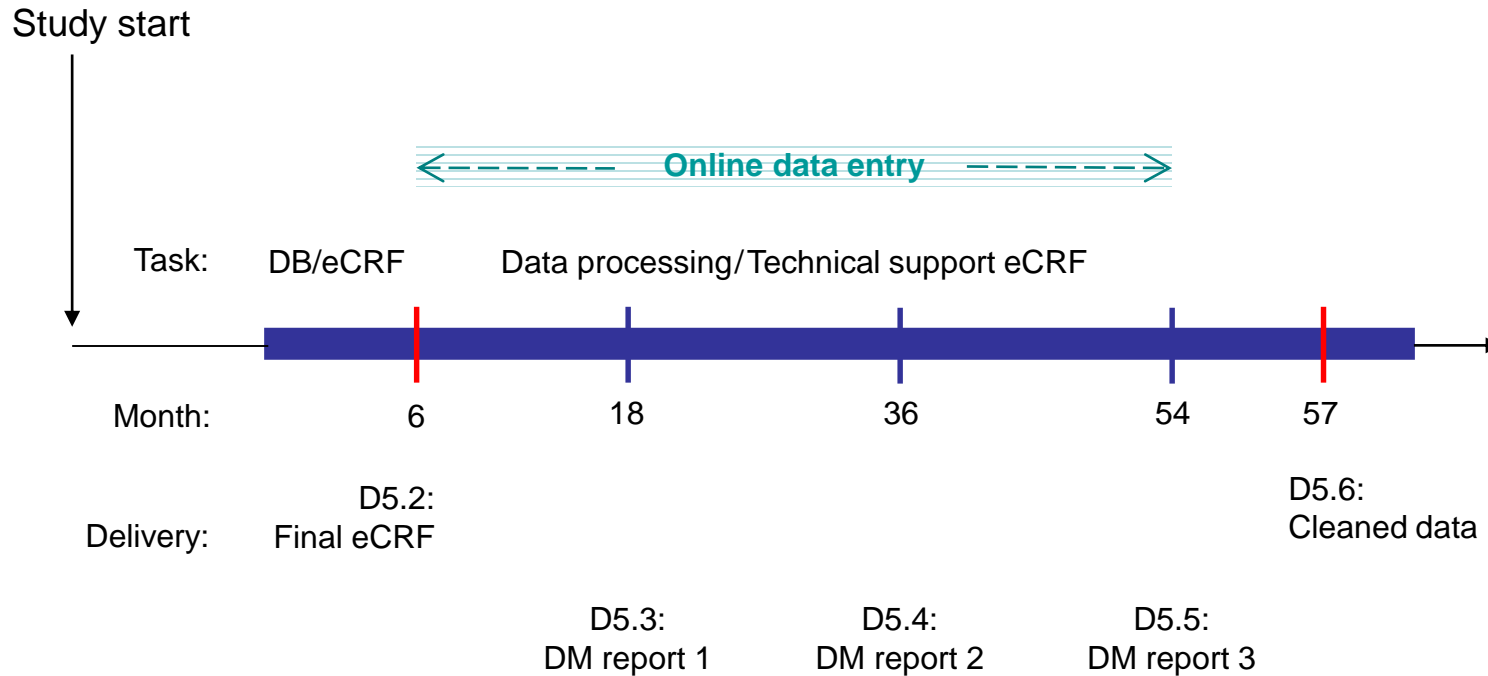 Study start
Online data entry
Task: DB/eCRF Data processing/Technical support eCRF
Month: 6 18 36 54 57
D5.2: D5.6:
Delivery: Final eCRF Cleaned data
D5.3: D5.4: D5.5:
DM report 1 DM report 2 DM report 3